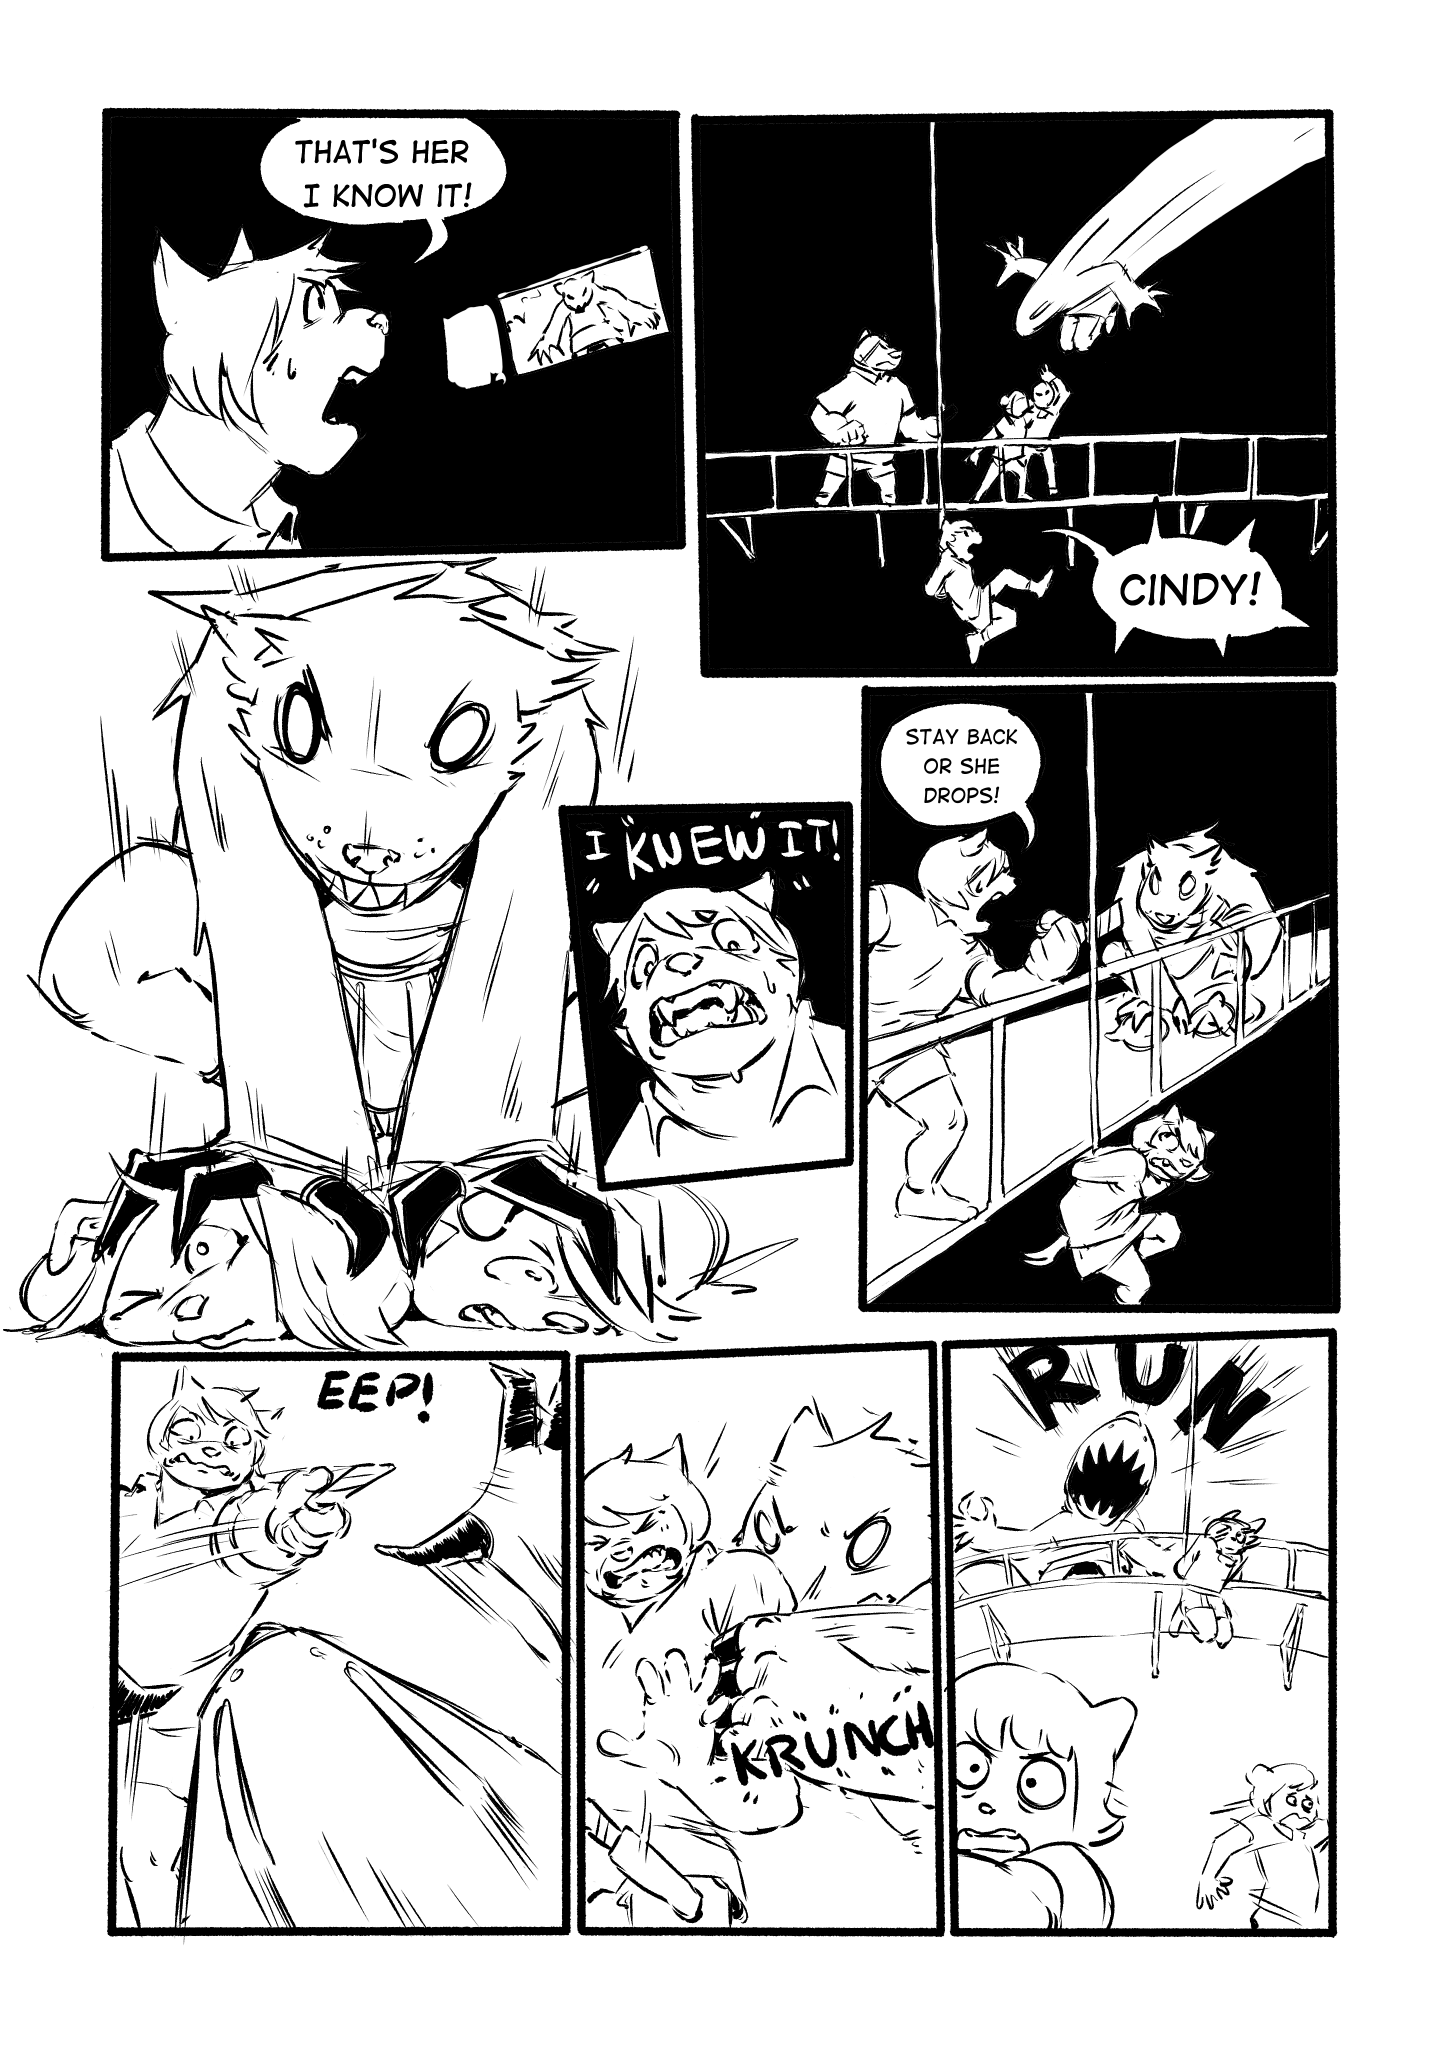 THAT'S HER
I KNOW IT!
CINDY!
I "KNEW" IT!
STAY BACK
OR SHE
DROPS!
EEP!
KRUNCH
RUN